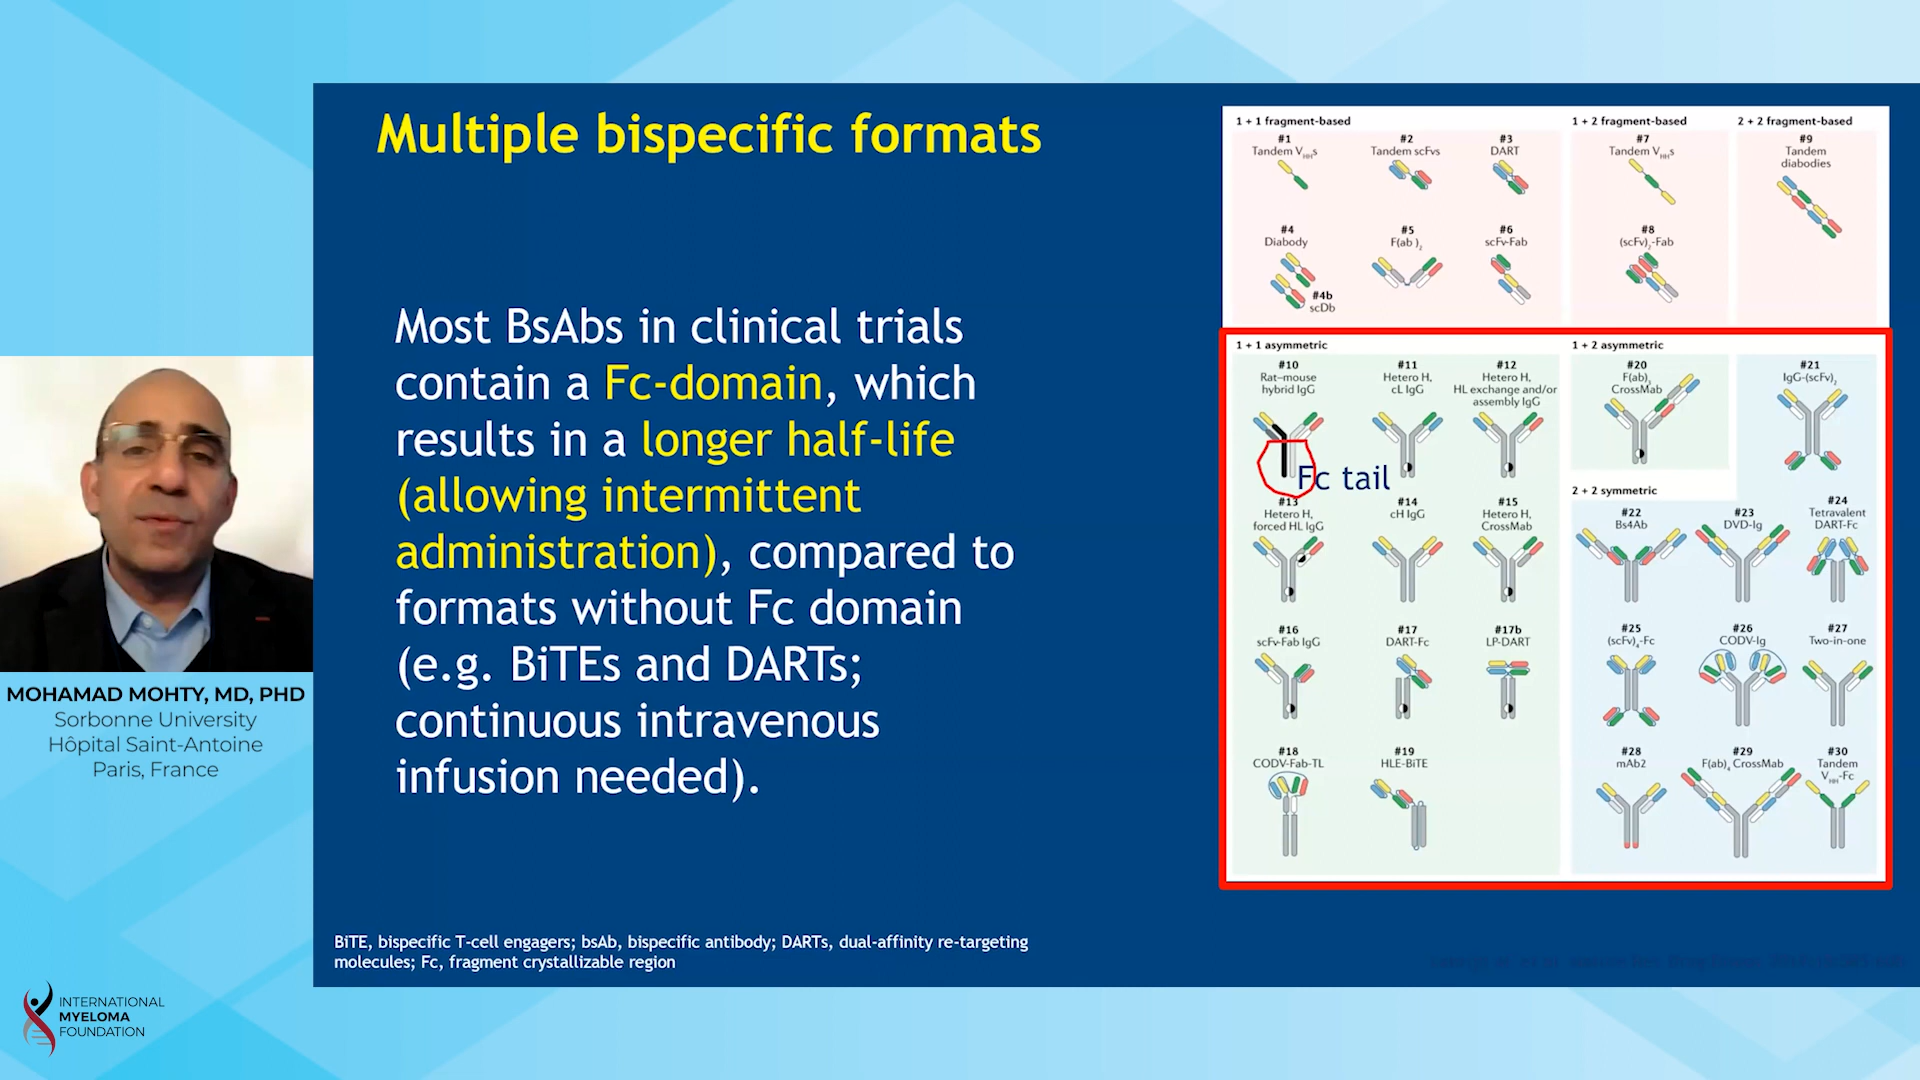 Multiple bispecific formats
Most BsAbs in clinical trials
contain a Fc-domain, which
results in a longer half-life
(allowing intermittent
administration), compared to
formats without Fc domain
(e.g. BiTEs and DARTs;
continuous intravenous
infusion needed).
BiTE, bispecific T-cell engagers; bsAb, bispecific antibody; DARTs, dual-affinity re-targeting
molecules; Fc, fragment crystallizable region
1 + 1 fragment-based
#1
Tandem VHHs
#2
Tandem scFvs
#3
DART
#4
Diabody
#4b
scDb
#5
F(ab )2
#6
scFv-Fab
1 + 2 fragment-based
#7
Tandem VHHs
#8
(scFv)2-Fab
2 + 2 fragment-based
#9
Tandem
diabodies
1 + 1 asymmetric
#10
Rat–mouse
hybrid IgG
Fc tail
#11
Hetero H,
cL IgG
#12
Hetero H,
HL exchange and/or
assembly IgG
#13
Hetero H,
forced HL IgG
#14
cH IgG
#15
Hetero H,
CrossMab
#16
scFv-Fab IgG
#17
DART-Fc
#17b
LP-DART
#18
CODV-Fab-TL
#19
HLE-BiTE
1 + 2 asymmetric
#20
F(ab)3
CrossMab
#21
IgG-(scFv)2
2 + 2 symmetric
#22
Bs4Ab
#23
DVD-Ig
#24
Tetravalent
DART-Fc
#25
(scFv)4-Fc
#26
CODV-Ig
#27
Two-in-one
#28
mAb2
#29
F(ab)4 CrossMab
#30
Tandem
VHH-Fc
MOHAMAD MOHTY, MD, PHD
Sorbonne University
Hôpital Saint-Antoine
Paris, France
INTERNATIONAL
MYELOMA
FOUNDATION